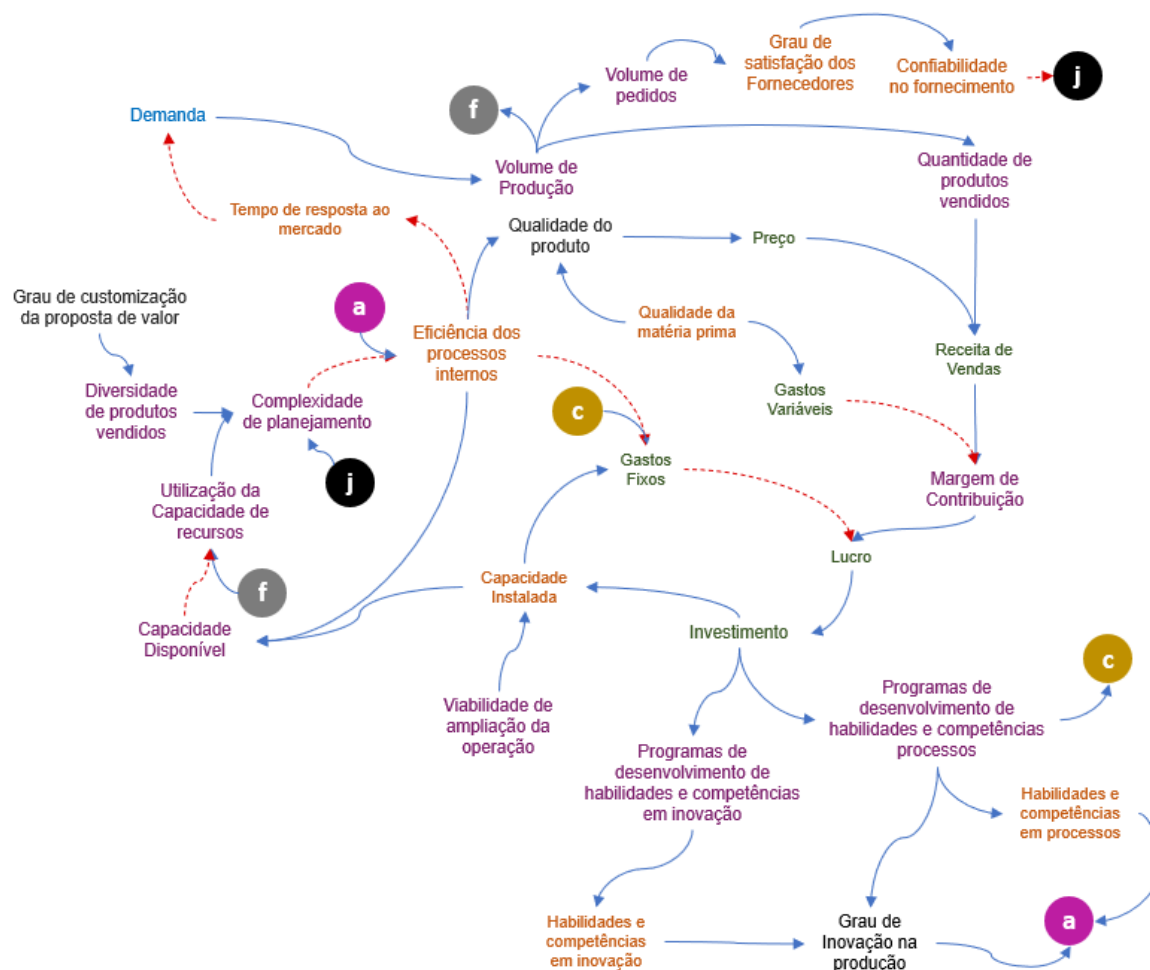 Grau de
satisfação dos
Fornecedores
Confiabilidade
no fornecimento
j
Volume de
pedidos
f
Demanda
Volume de
Produção
Quantidade de
produtos
vendidos
Tempo de resposta ao
mercado
Qualidade do
produto
Preço
Grau de customização
da proposta de valor
a
Eficiência dos
processos
internos
Qualidade da
matéria prima
Receita de
Vendas
Diversidade
de produtos
vendidos
Complexidade
de planejamento
c
Gastos
Variáveis
j
Gastos
Fixos
Margem de
Contribuição
Utilização da
Capacidade de
recursos
Lucro
f
Capacidade
Instalada
Capacidade
Disponível
Investimento
c
Viabilidade de
ampliação da
operação
Programas de
desenvolvimento de
habilidades e competências
processos
Programas de
desenvolvimento de
habilidades e competências
em inovação
Habilidades e
competências
em processos
Habilidades e
competências
em inovação
Grau de
Inovação na
produção
a